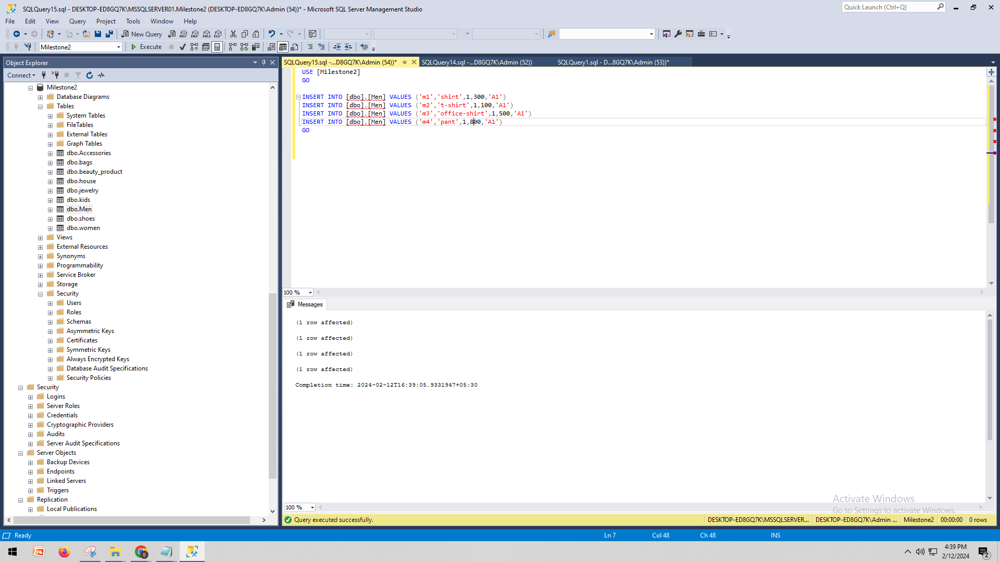 SQLQuery15.sql - DESKTOP-ED8GQ7K\MSSQLSERVER01.Milestone2 (DESKTOP-ED8GQ7K\Admin (54))* - Microsoft SQL Server Management Studio
Quick Launch (Ctrl+Q)
File Edit View Query Project Tools Window Help
New Query
MDX DMX XMLA DAX
Milestone2
Execute
Object Explorer
SQLQuery15.sql -...D8GQ7K\Admin (54))* SQLQuery14.sql -...D8GQ7K\Admin (52)) SQLQuery1.sql - D...8GQ7K\Admin (53))*
Connect
Milestone2
Database Diagrams
Tables
System Tables
FileTables
External Tables
Graph Tables
dbo.Accessories
dbo.bags
dbo.beauty_product
dbo.house
dbo.jewelry
dbo.kids
dbo.Men
dbo.shoes
dbo.women
Views
External Resources
Synonyms
Programmability
Service Broker
Storage
Security
Users
Roles
Schemas
Asymmetric Keys
Certificates
Symmetric Keys
Always Encrypted Keys
Database Audit Specifications
Security Policies
Security
Logins
Server Roles
Credentials
Cryptographic Providers
Audits
Server Audit Specifications
Server Objects
Backup Devices
Endpoints
Linked Servers
Triggers
Replication
Local Publications
USE [Milestone2]
GO
INSERT INTO [dbo].[Men] VALUES ('m1','shirt',1,300,'A1')
INSERT INTO [dbo].[Men] VALUES ('m2','t-shirt',1,100,'A1')
INSERT INTO [dbo].[Men] VALUES ('m3','office-shirt',1,500,'A1')
INSERT INTO [dbo].[Men] VALUES ('m4','pant',1,800,'A1')
GO
100 %
Messages
(1 row affected)
(1 row affected)
(1 row affected)
(1 row affected)
Completion time: 2024-02-12T16:39:05.9331947+05:30
Activate Windows
Go to Settings to activate Windows.
100 %
Query executed successfully.
DESKTOP-ED8GQ7K\MSSQLSERVER... DESKTOP-ED8GQ7K\Admin ... Milestone2 00:00:00 0 rows
Ready
Ln 7 Col 48 Ch 48 INS
4:39 PM
2/12/2024
2